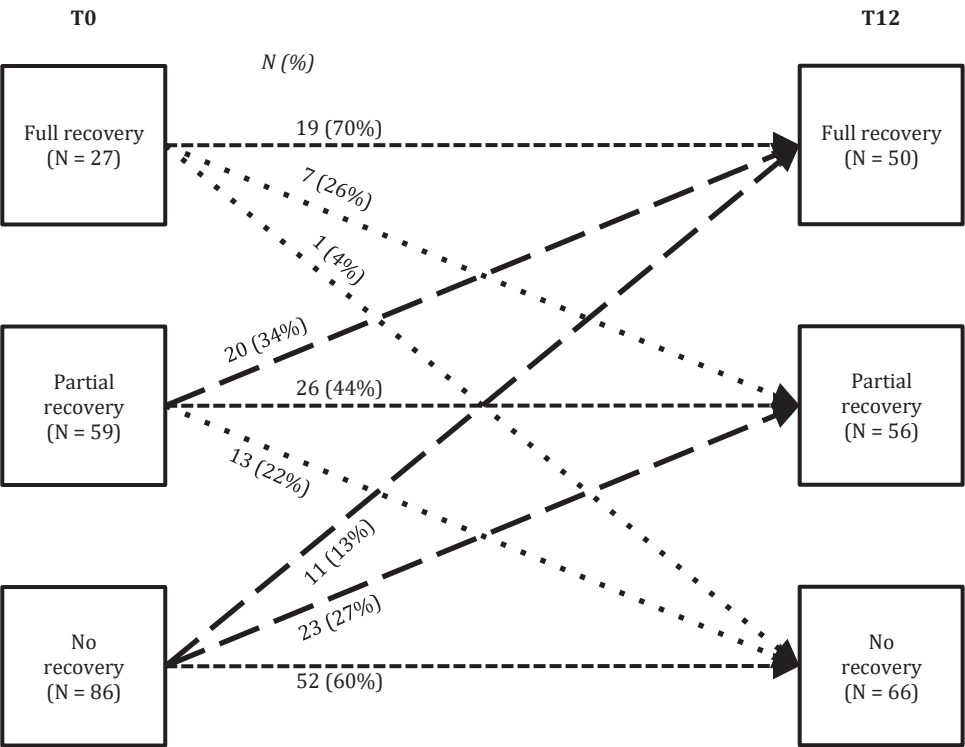 T0
T12
N (%)
Full recovery
(N = 27)
19 (70%)
Full recovery
(N = 50)
7 (26%)
1 (4%)
20 (34%)
Partial
recovery
(N = 59)
26 (44%)
Partial
recovery
(N = 56)
13 (22%)
11 (13%)
23 (27%)
No
recovery
(N = 86)
52 (60%)
No
recovery
(N = 66)